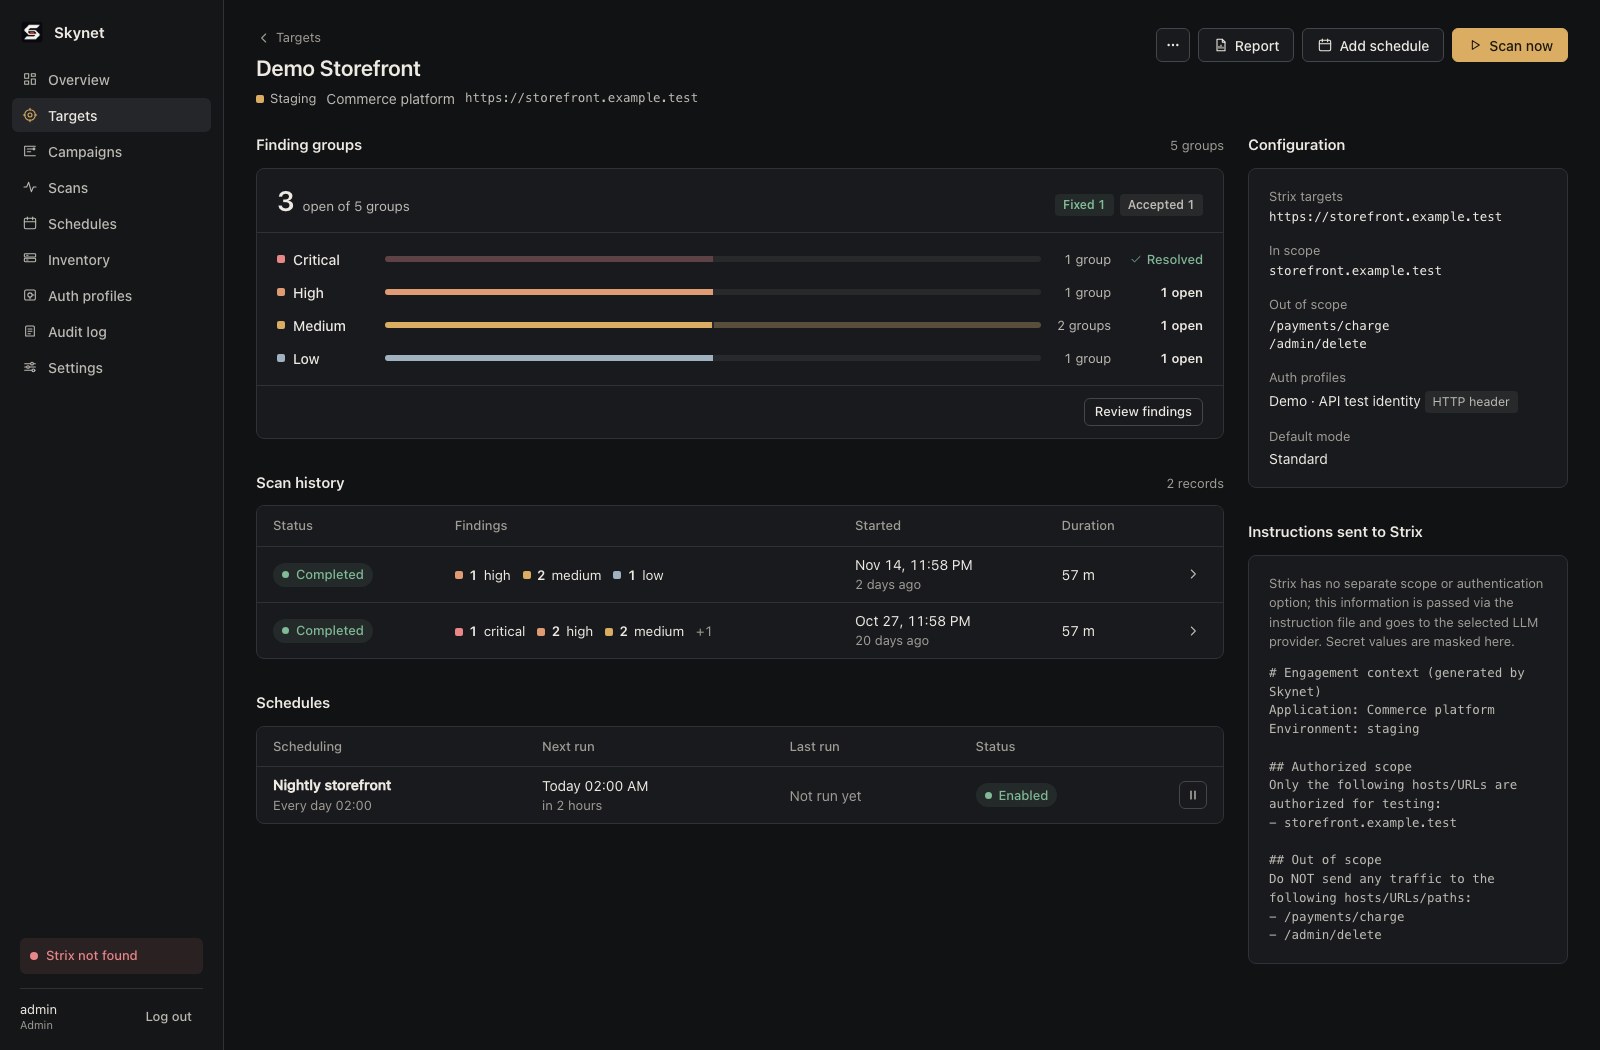 Skynet
Overview
Targets
Campaigns
Scans
Schedules
Inventory
Auth profiles
Audit log
Settings
Strix not found
admin
Admin
Log out
Targets
Demo Storefront
Staging Commerce platform https://storefront.example.test
Report
Add schedule
Scan now
Finding groups
5 groups
3 open of 5 groups
Fixed 1
Accepted 1
Critical 1 group Resolved
High 1 group 1 open
Medium 2 groups 1 open
Low 1 group 1 open
Review findings
Scan history
2 records
Status Findings Started Duration
Completed 1 high 2 medium 1 low Nov 14, 11:58 PM 57 m
2 days ago
Completed 1 critical 2 high 2 medium +1 Oct 27, 11:58 PM 57 m
20 days ago
Schedules
Scheduling Next run Last run Status
Nightly storefront Today 02:00 AM Not run yet Enabled
Every day 02:00 in 2 hours
Configuration
Strix targets
https://storefront.example.test
In scope
storefront.example.test
Out of scope
/payments/charge
/admin/delete
Auth profiles
Demo · API test identity HTTP header
Default mode
Standard
Instructions sent to Strix
Strix has no separate scope or authentication
option; this information is passed via the
instruction file and goes to the selected LLM
provider. Secret values are masked here.
# Engagement context (generated by
Skynet)
Application: Commerce platform
Environment: staging
## Authorized scope
Only the following hosts/URLs are
authorized for testing:
- storefront.example.test
## Out of scope
Do NOT send any traffic to the
following hosts/URLs/paths:
- /payments/charge
- /admin/delete